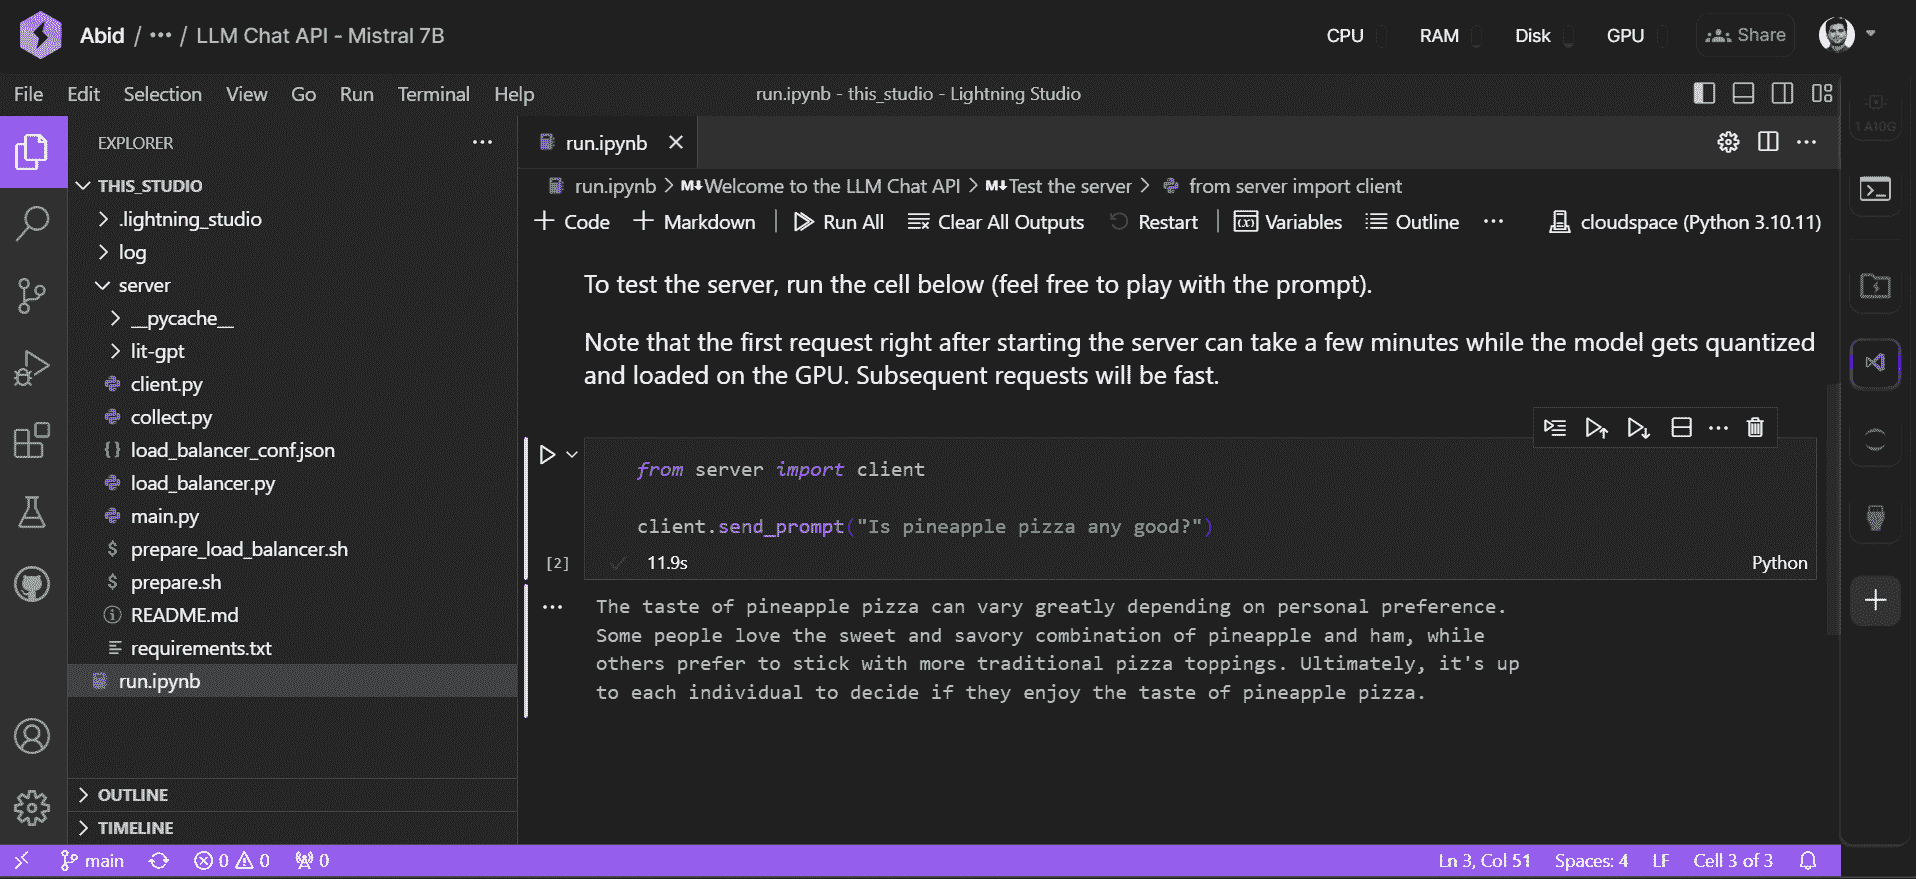 Abid / ··· / LLM Chat API - Mistral 7B
CPU RAM Disk GPU Share
File Edit Selection View Go Run Terminal Help
run.ipynb - this_studio - Lightning Studio
1 A10G
EXPLORER
run.ipynb
THIS_STUDIO
.lightning_studio
log
server
__pycache__
lit-gpt
client.py
collect.py
load_balancer_conf.json
load_balancer.py
main.py
prepare_load_balancer.sh
prepare.sh
README.md
requirements.txt
run.ipynb
OUTLINE
TIMELINE
run.ipynb > M↓Welcome to the LLM Chat API > M↓Test the server > from server import client
+ Code + Markdown | Run All Clear All Outputs Restart | Variables Outline ··· cloudspace (Python 3.10.11)
To test the server, run the cell below (feel free to play with the prompt).
Note that the first request right after starting the server can take a few minutes while the model gets quantized
and loaded on the GPU. Subsequent requests will be fast.
from server import client
client.send_prompt("Is pineapple pizza any good?")
[2] 11.9s Python
The taste of pineapple pizza can vary greatly depending on personal preference.
Some people love the sweet and savory combination of pineapple and ham, while
others prefer to stick with more traditional pizza toppings. Ultimately, it's up
to each individual to decide if they enjoy the taste of pineapple pizza.
main 0 0 0 Ln 3, Col 51 Spaces: 4 LF Cell 3 of 3